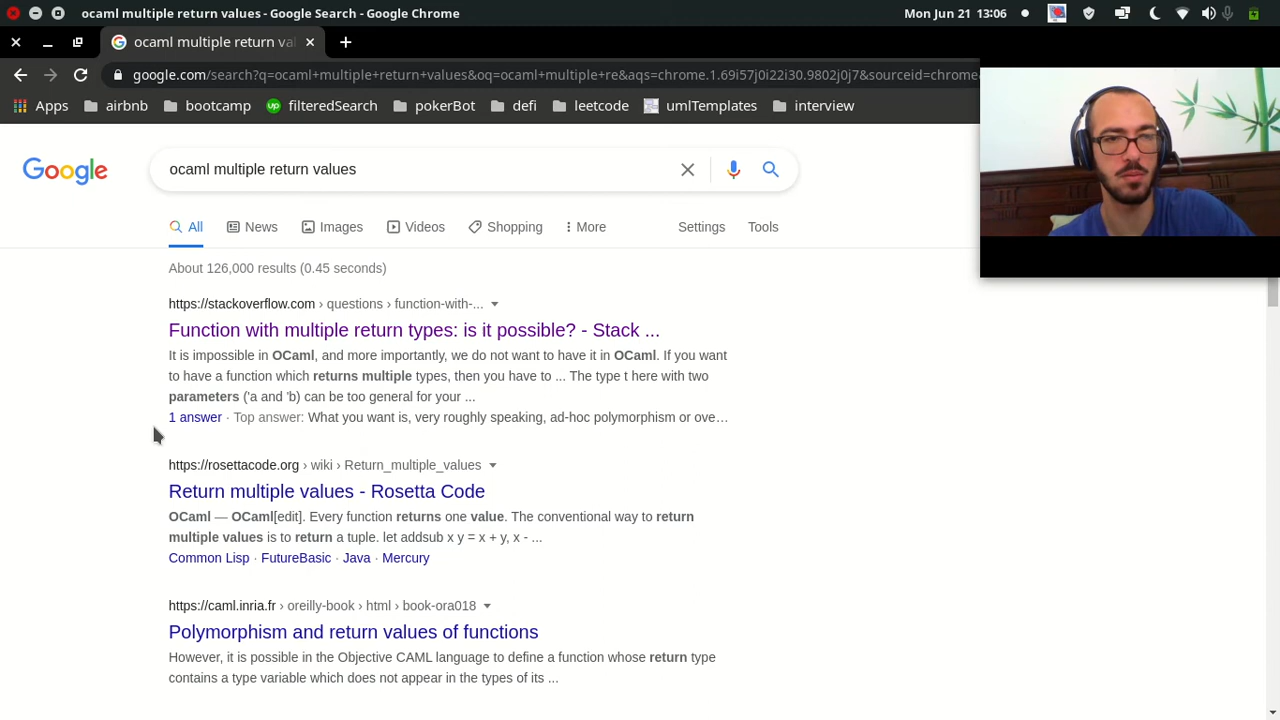 ocaml multiple return values - Google Search - Google Chrome
Mon Jun 21 13:06
ocaml multiple return val
google.com/search?q=ocaml+multiple+return+values&oq=ocaml+multiple+re&aqs=chrome.1.69i57j0i22i30.9802j0j7&sourceid=chrome
Apps airbnb bootcamp up filteredSearch pokerBot defi leetcode umlTemplates interview
Google
ocaml multiple return values
All News Images Videos Shopping More Settings Tools
About 126,000 results (0.45 seconds)
https://stackoverflow.com › questions › function-with-...
Function with multiple return types: is it possible? - Stack ...
It is impossible in OCaml, and more importantly, we do not want to have it in OCaml. If you want
to have a function which returns multiple types, then you have to ... The type t here with two
parameters ('a and 'b) can be too general for your ...
1 answer · Top answer: What you want is, very roughly speaking, ad-hoc polymorphism or ove…
https://rosettacode.org › wiki › Return_multiple_values
Return multiple values - Rosetta Code
OCaml — OCaml[edit]. Every function returns one value. The conventional way to return
multiple values is to return a tuple. let addsub x y = x + y, x - ...
Common Lisp · FutureBasic · Java · Mercury
https://caml.inria.fr › oreilly-book › html › book-ora018
Polymorphism and return values of functions
However, it is possible in the Objective CAML language to define a function whose return type
contains a type variable which does not appear in the types of its ...